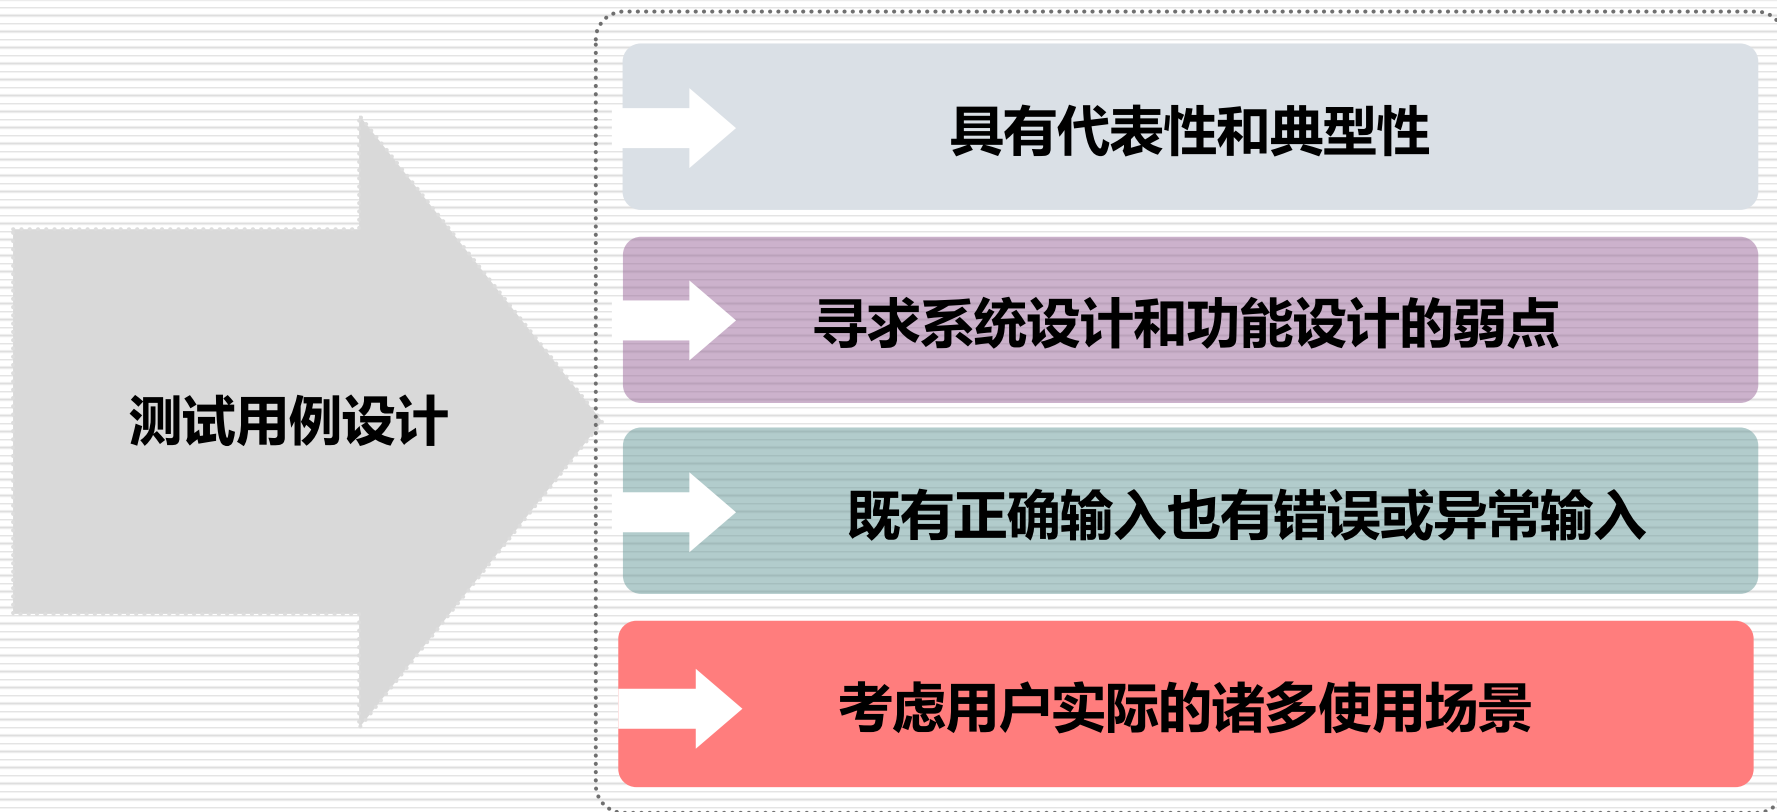 测试用例设计
具有代表性和典型性
寻求系统设计和功能设计的弱点
既有正确输入也有错误或异常输入
考虑用户实际的诸多使用场景